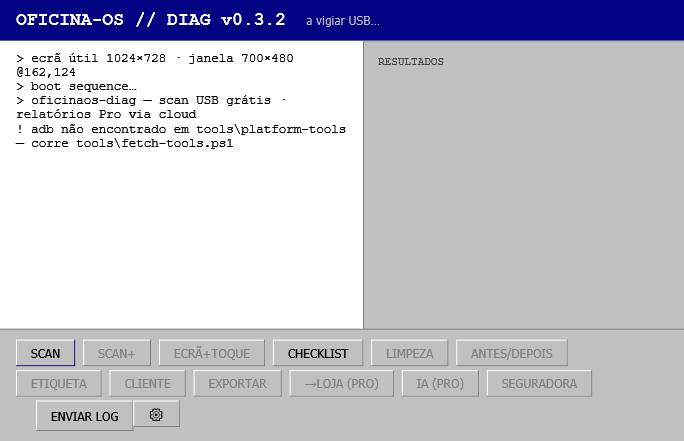 OFICINA-OS // DIAG v0.3.2 a vigiar USB...
> ecrã útil 1024×728 · janela 700×480
@162,124
> boot sequence…
> oficinaos-diag — scan USB grátis ·
relatórios Pro via cloud
! adb não encontrado em tools\platform-tools
— corre tools\fetch-tools.ps1
RESULTADOS
SCAN SCAN+ ECRÃ+TOQUE CHECKLIST LIMPEZA ANTES/DEPOIS
ETIQUETA CLIENTE EXPORTAR →LOJA (PRO) IA (PRO) SEGURADORA
ENVIAR LOG